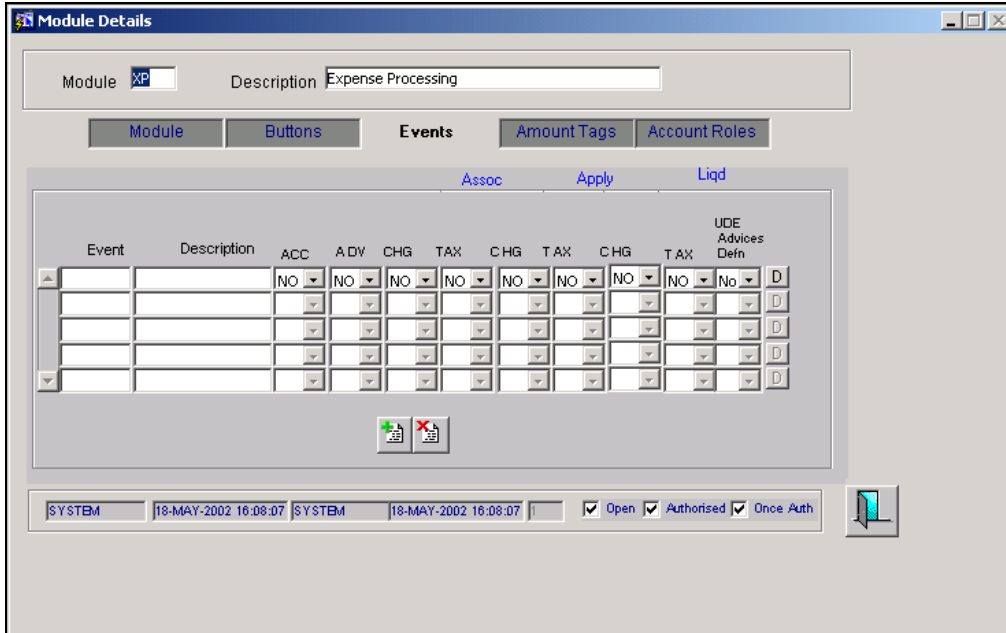 Module Details
Module XP Description Expense Processing
Module Buttons Events Amount Tags Account Roles
Assoc Apply Liqd
UDE
Advices
Event Description ACC ADV CHG TAX CHG TAX CHG TAX Defn
NO NO NO NO NO NO NO NO No D
D
D
D
D
SYSTEM 18-MAY-2002 16:08:07 SYSTEM 18-MAY-2002 16:08:07 1 Open Authorised Once Auth